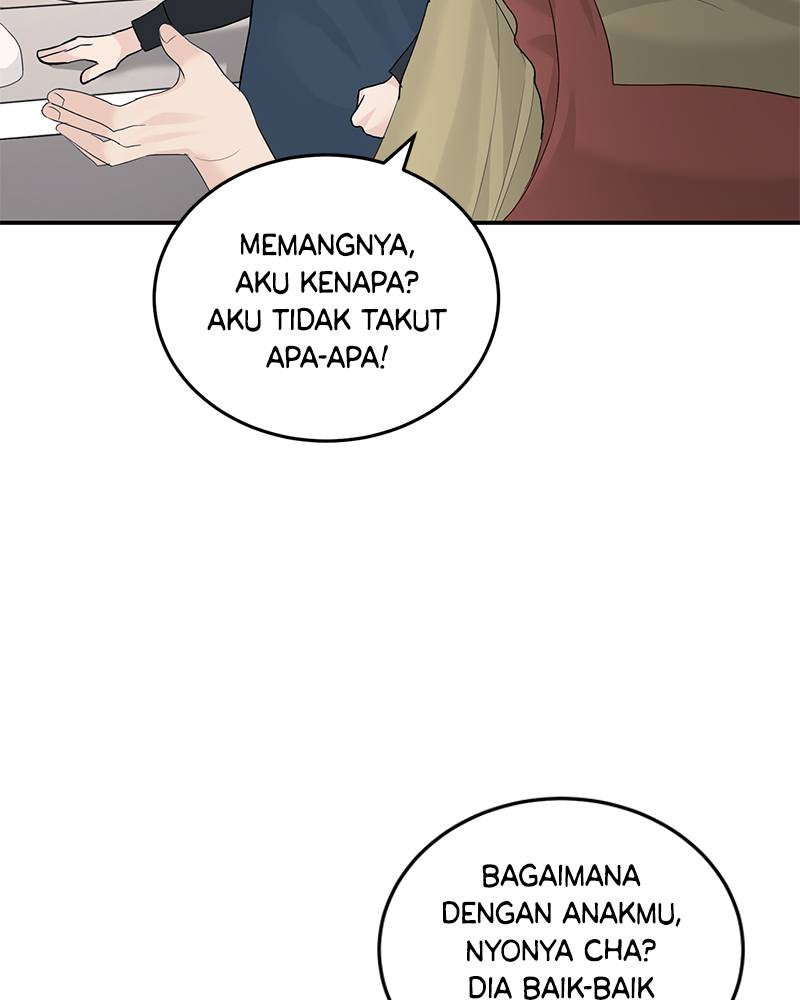 MEMANGNYA,
AKU KENAPA?
AKU TIDAK TAKUT
APA-APA!
BAGAIMANA
DENGAN ANAKMU,
NYONYA CHA?
DIA BAIK-BAIK